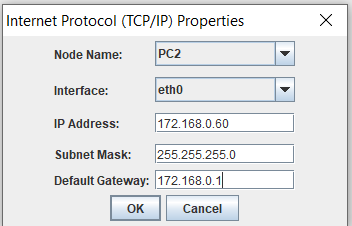 Internet Protocol (TCP/IP) Properties
Node Name: PC2
Interface: eth0
IP Address: 172.168.0.60
Subnet Mask: 255.255.255.0
Default Gateway: 172.168.0.1
OK Cancel